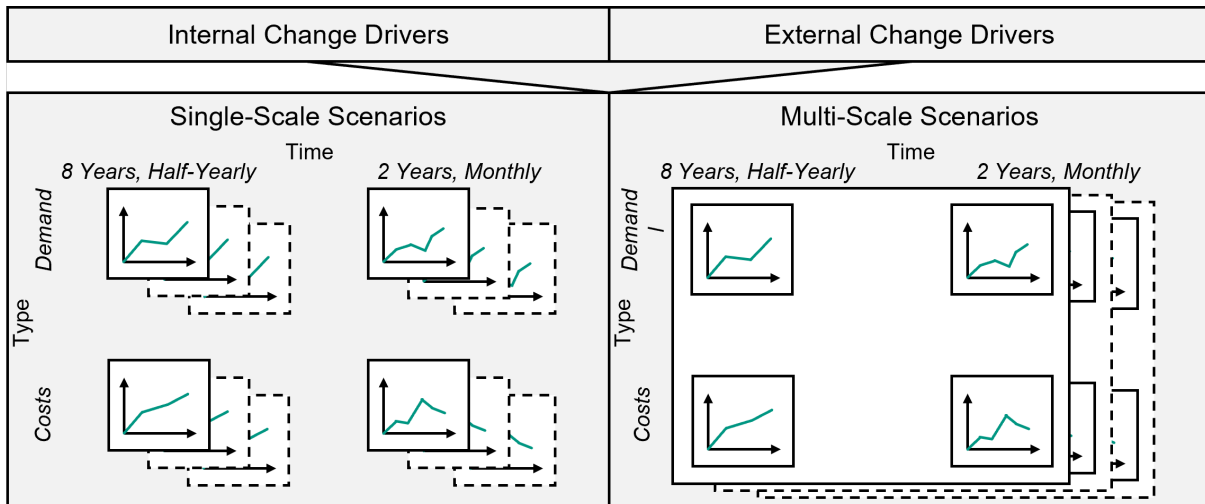 Internal Change Drivers
External Change Drivers
Single-Scale Scenarios
Time
8 Years, Half-Yearly
2 Years, Monthly
Demand
Type
Costs
Multi-Scale Scenarios
Time
8 Years, Half-Yearly
2 Years, Monthly
Demand
l
Type
Costs